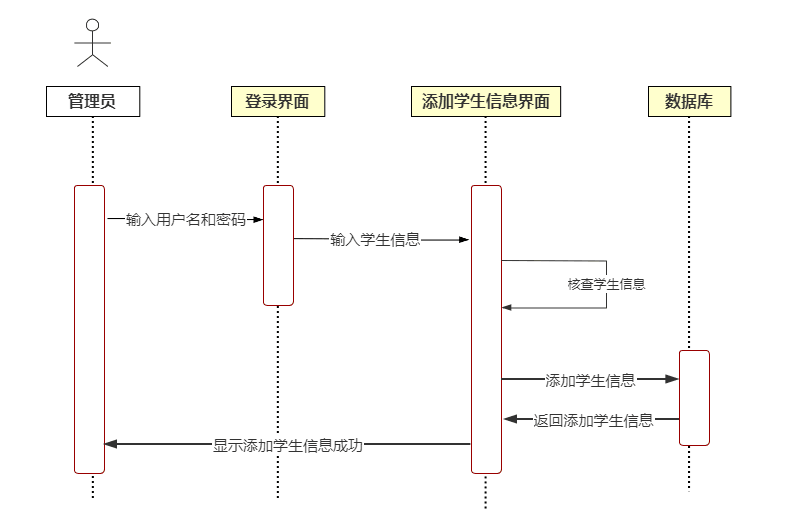 管理员
登录界面
添加学生信息界面
数据库
输入用户名和密码
输入学生信息
核查学生信息
添加学生信息
返回添加学生信息
显示添加学生信息成功